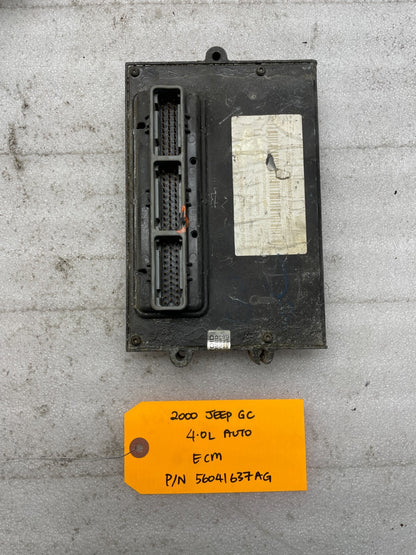 2000 JEEP GC
4.0L AUTO
ECM
P/N 56041637AG